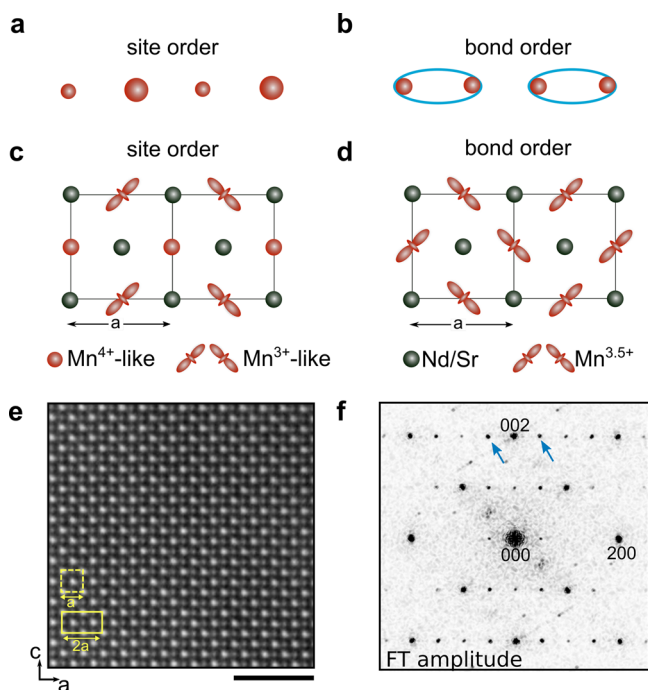 a
b
site order
bond order
c
d
site order
bond order
a
a
Mn4+-like
Mn3+-like
Nd/Sr
Mn3.5+
e
f
002
000
200
a
2a
c
a
FT amplitude